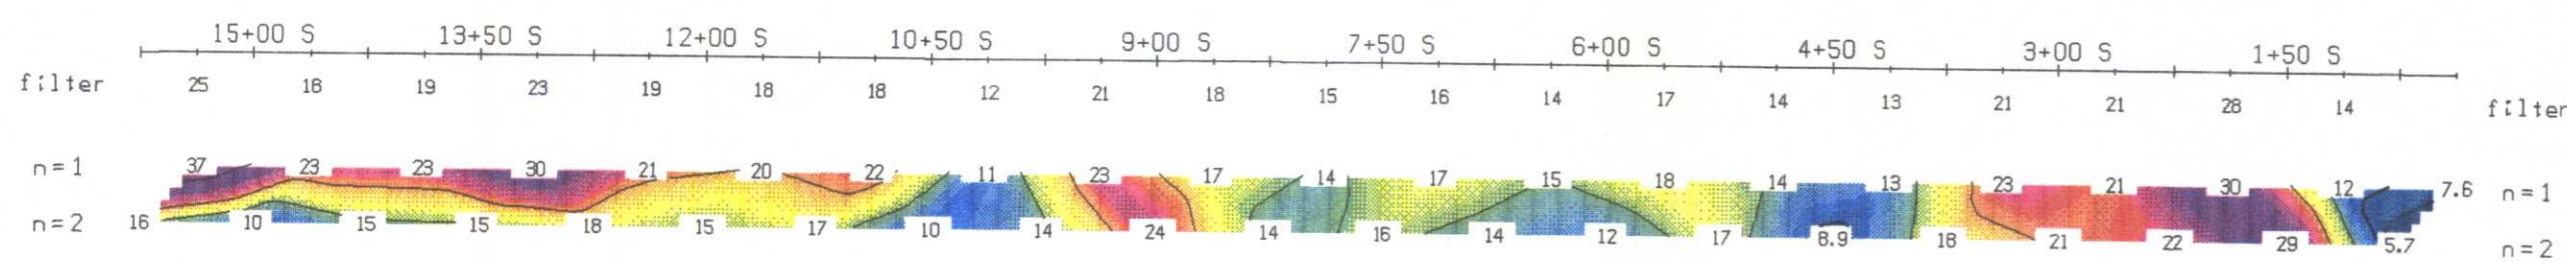 15+00 S 13+50 S 12+00 S 10+50 S 9+00 S 7+50 S 6+00 S 4+50 S 3+00 S 1+50 S
filter 25 18 19 23 19 18 18 12 21 18 15 16 14 17 14 13 21 21 28 14 filter
n=1 37 23 23 30 21 20 22 11 23 17 14 17 15 18 14 13 23 21 30 12 7.6 n=1
n=2 16 10 15 15 18 15 17 10 14 24 14 16 14 12 17 8.9 18 21 22 29 5.7 n=2